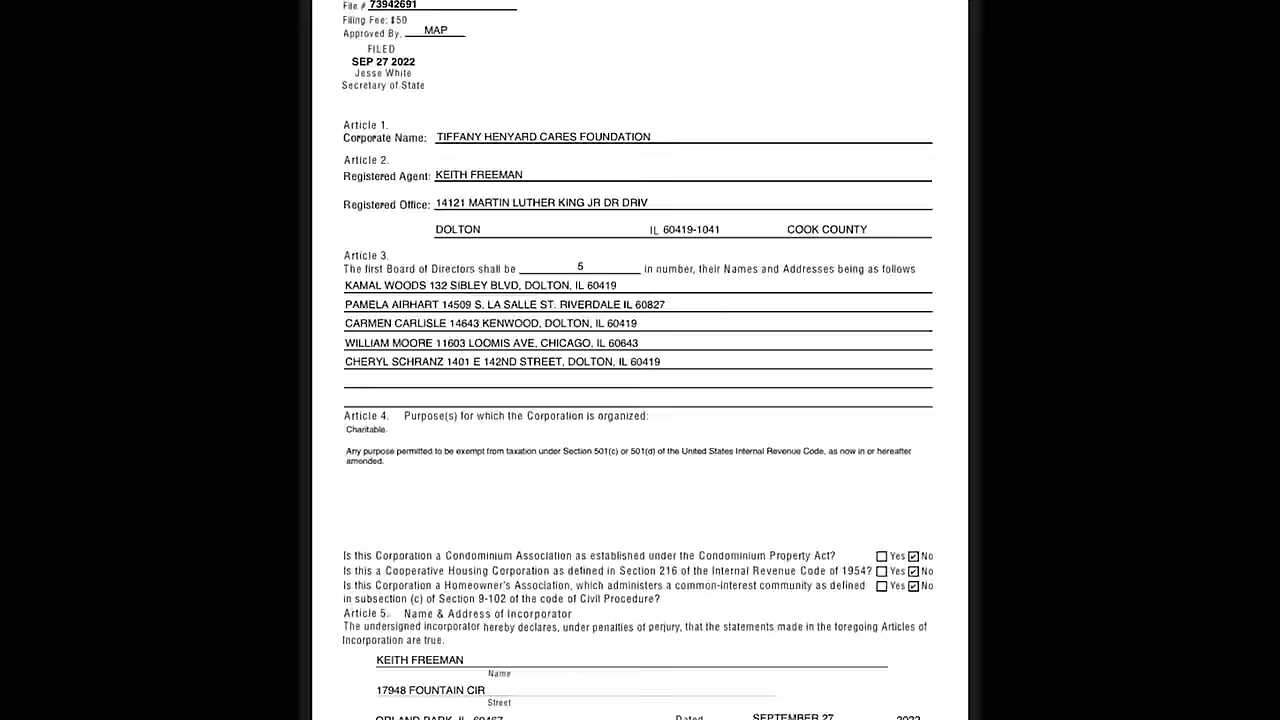 File # 73942691
Filing Fee: $50
Approved By: MAP
FILED
SEP 27 2022
Jesse White
Secretary of State
Article 1.
Corporate Name: TIFFANY HENYARD CARES FOUNDATION
Article 2.
Registered Agent: KEITH FREEMAN
Registered Office: 14121 MARTIN LUTHER KING JR DR DRIV
DOLTON IL 60419-1041 COOK COUNTY
Article 3.
The first Board of Directors shall be 5 in number, their Names and Addresses being as follows
KAMAL WOODS 132 SIBLEY BLVD, DOLTON, IL 60419
PAMELA AIRHART 14509 S. LA SALLE ST. RIVERDALE IL 60827
CARMEN CARLISLE 14643 KENWOOD, DOLTON, IL 60419
WILLIAM MOORE 11603 LOOMIS AVE, CHICAGO, IL 60643
CHERYL SCHRANZ 1401 E 142ND STREET, DOLTON, IL 60419
Article 4. Purpose(s) for which the Corporation is organized:
Charitable.
Any purpose permitted to be exempt from taxation under Section 501(c) or 501(d) of the United States Internal Revenue Code, as now in or hereafter
amended.
Is this Corporation a Condominium Association as established under the Condominium Property Act? Yes No
Is this a Cooperative Housing Corporation as defined in Section 216 of the Internal Revenue Code of 1954? Yes No
Is this Corporation a Homeowner's Association, which administers a common-interest community as defined Yes No
in subsection (c) of Section 9-102 of the code of Civil Procedure?
Article 5. Name & Address of Incorporator
The undersigned incorporator hereby declares, under penalties of perjury, that the statements made in the foregoing Articles of
Incorporation are true.
KEITH FREEMAN
Name
17948 FOUNTAIN CIR
Street
ORLAND PARK, IL 60467 Dated SEPTEMBER 27 2022